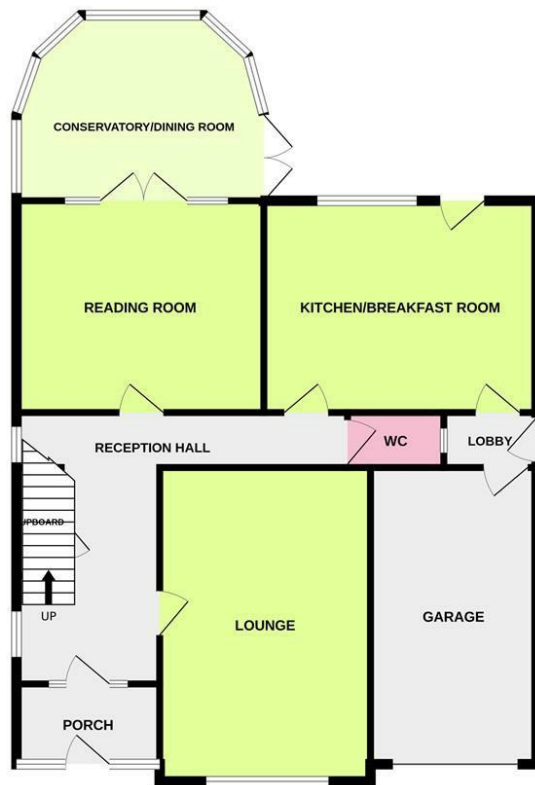 CONSERVATORY/DINING ROOM
READING ROOM
KITCHEN/BREAKFAST ROOM
RECEPTION HALL
WC
LOBBY
UPBOARD
UP
LOUNGE
GARAGE
PORCH